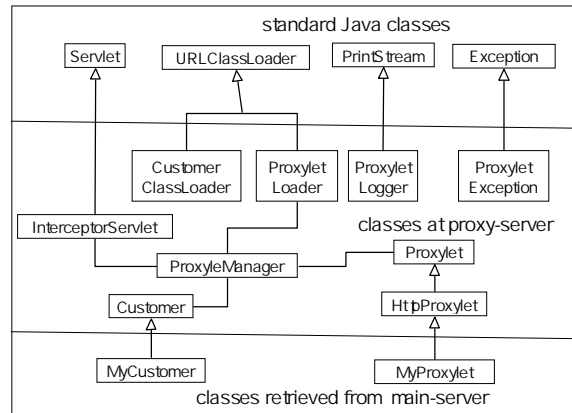 standard Java classes
Servlet
URLClassLoader
PrintStream
Exception
Customer
ClassLoader
Proxylet
Loader
Proxylet
Logger
Proxylet
Exception
InterceptorServlet
classes at proxy-server
ProxyleManager
Proxylet
Customer
HttpProxylet
MyCustomer
MyProxylet
classes retrieved from main-server